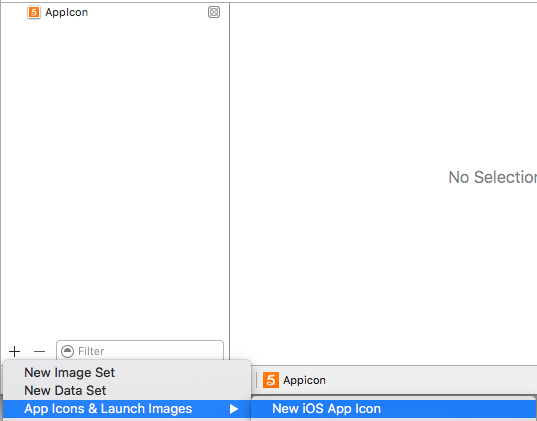 AppIcon
No Selection
Filter
New Image Set
New Data Set
App Icons & Launch Images
Appicon
New iOS App Icon